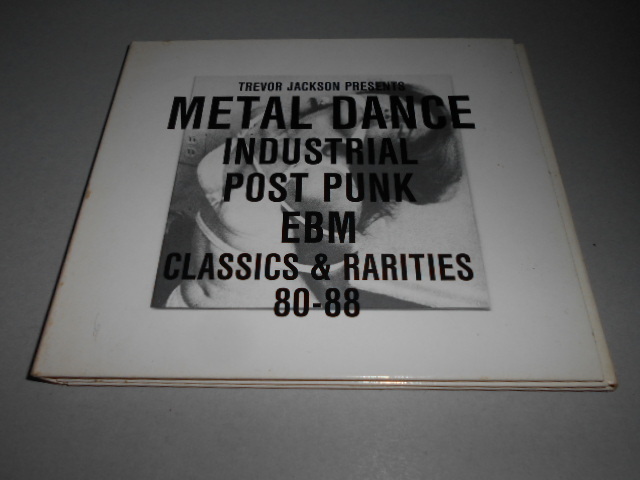 TREVOR JACKSON PRESENTS
METAL DANCE
INDUSTRIAL
POST PUNK
EBM
CLASSICS & RARITIES
80-88